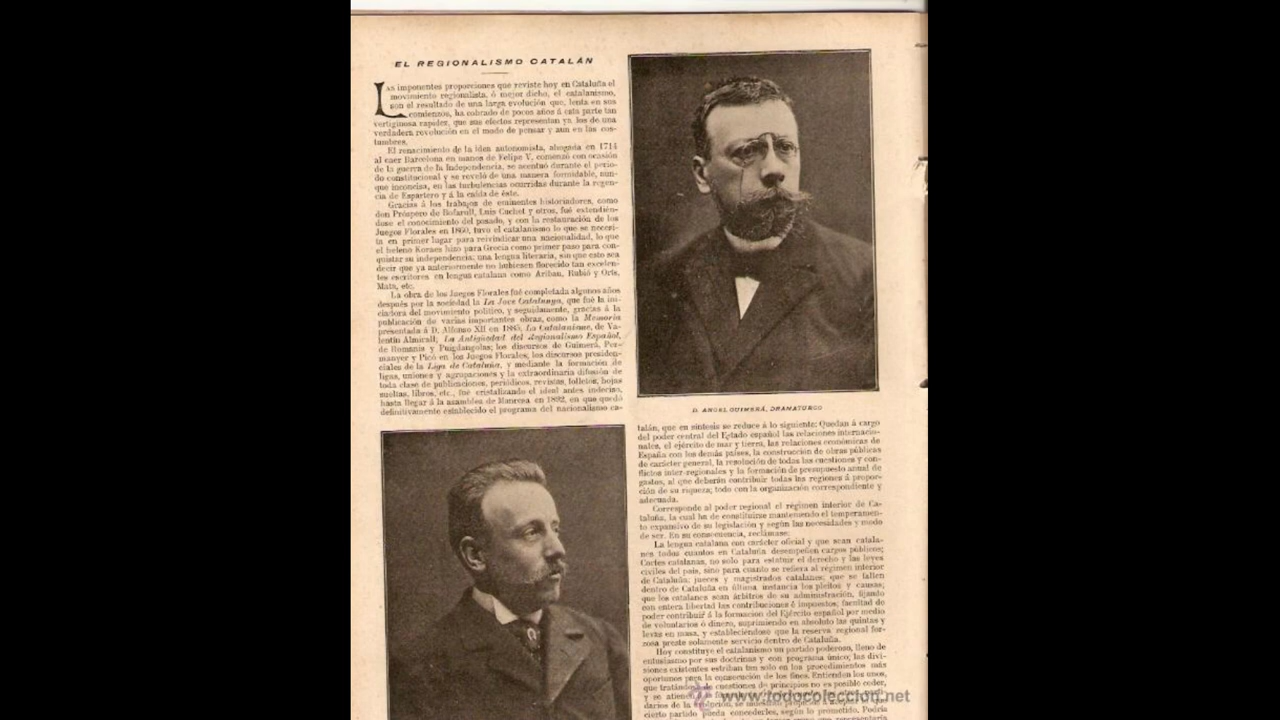 EL REGIONALISMO CATALÁN
Las imponentes proporciones que reviste hoy en Cataluña el
movimiento regionalista, ó mejor dicho, el catalanismo,
son el resultado de una larga evolución que, lenta en sus
comienzos, ha cobrado de pocos años á esta parte tan
vertiginosa rapidez, que sus efectos representan ya los de una
verdadera revolución en el modo de pensar y aun en las cos-
tumbres.
El renacimiento de la idea autonomista, ahogada en 1714
al caer Barcelona en manos de Felipe V, comenzó con ocasión
de la guerra de la Independencia, se acentuó durante el perío-
do constitucional y se reveló de una manera formidable, aun-
que inconcisa, en las turbulencias ocurridas durante la regen-
cia de Espartero y á la caída de éste.
Gracias á los trabajos de eminentes historiadores, como
don Próspero de Bofarull, Luis Cuchet y otros, fué extendién-
dose el conocimiento del pasado, y con la restauración de los
Juegos Florales en 1860, tuvo el catalanismo lo que se necesi-
ta en primer lugar para reivindicar una nacionalidad, lo que
el heleno Koraes hizo para Grecia como primer paso para con-
quistar su independencia; una lengua literaria, sin que esto sea
decir que ya anteriormente no hubiesen florecido tan excelen-
tes escritores en lengua catalana como Aribau, Rubió y Orts,
Mata, etc.
La obra de los Juegos Florales fué completada algunos años
después por la sociedad la La Jove Catalunya, que fué la ini-
ciadora del movimiento político, y seguidamente, gracias á la
publicación de varias importantes obras, como la Memoria
presentada á D. Alfonso XII en 1885, Lo Catalanisme, de Va-
lentín Almirall; La Antigüedad del Regionalismo Español,
de Romaní y Puigdengolas; los discursos de Guimerá, Per-
manyer y Picó en los Juegos Florales; los discursos presiden-
ciales de la Liga de Cataluña, y mediante la formación de
ligas, uniones y agrupaciones y la extraordinaria difusión de
toda clase de publicaciones, periódicos, revistas, folletos, hojas
sueltas, libros, etc., fué cristalizando el ideal antes indeciso,
hasta llegar á la asamblea de Manresa en 1892, en que quedó
definitivamente establecido el programa del nacionalismo ca-
D. ANGEL GUIMERÁ, DRAMATURGO
talán, que en síntesis se reduce á lo siguiente: Quedan á cargo
del poder central del Estado español las relaciones internacio-
nales, el ejército de mar y tierra, las relaciones económicas de
España con los demás países, la construcción de obras públicas
de carácter general, la resolución de todas las cuestiones y con-
flictos inter-regionales y la formación de presupuesto anual de
gastos, al que deberán contribuir todas las regiones á propor-
ción de su riqueza; todo con la organización correspondiente y
adecuada.
Corresponde al poder regional el régimen interior de Ca-
taluña, la cual ha de constituirse manteniendo el temperamen-
to expansivo de su legislación y según las necesidades y modo
de ser. En su consecuencia, reclámase:
La lengua catalana con carácter oficial y que sean catala-
nes todos cuantos en Cataluña desempeñen cargos públicos;
Cortes catalanas, no solo para estatuir el derecho y las leyes
civiles del país, sino para cuanto se refiera al régimen interior
de Cataluña; jueces y magistrados catalanes; que se fallen
dentro de Cataluña en última instancia los pleitos y causas;
que los catalanes sean árbitros de su administración, fijando
con entera libertad las contribuciones é impuestos; facultad de
poder contribuir á la formación del Ejército español por medio
de voluntarios ó dinero, suprimiendo en absoluto las quintas y
levas en masa, y estableciéndose que la reserva regional for-
zosa preste solamente servicio dentro de Cataluña.
Hoy constituye el catalanismo un partido poderoso, lleno de
entusiasmo por sus doctrinas y con programa único; las divi-
siones existentes estriban tan solo en los procedimientos más
oportunos para la consecución de los fines. Entienden los unos,
que tratándose de cuestiones de principios no es posible ceder,
y se atienen
darios de la evolución, se muestran
cierto partido pueda concederles, según lo prometido. Podría
www.todocoleccion.net